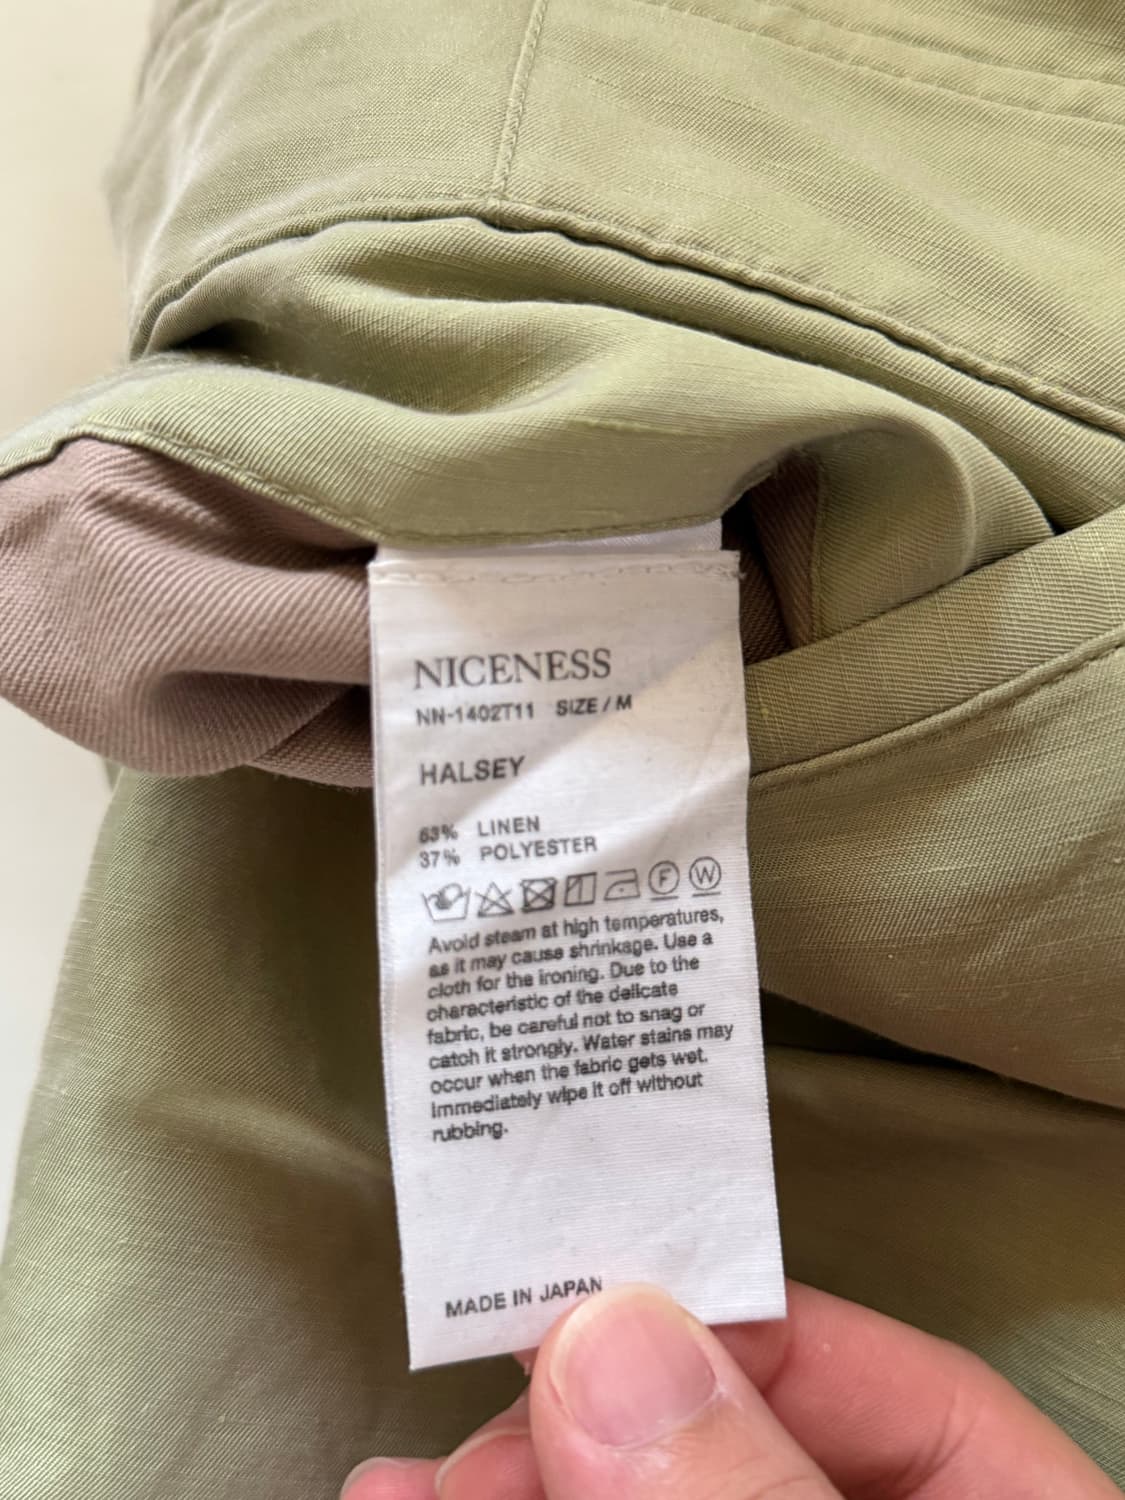 NICENESS
NN-1402T11 SIZE / M
HALSEY
63% LINEN
37% POLYESTER
F W
Avoid steam at high temperatures,
as it may cause shrinkage. Use a
cloth for the ironing. Due to the
characteristic of the delicate
fabric, be careful not to snag or
catch it strongly. Water stains may
occur when the fabric gets wet.
Immediately wipe it off without
rubbing.
MADE IN JAPAN